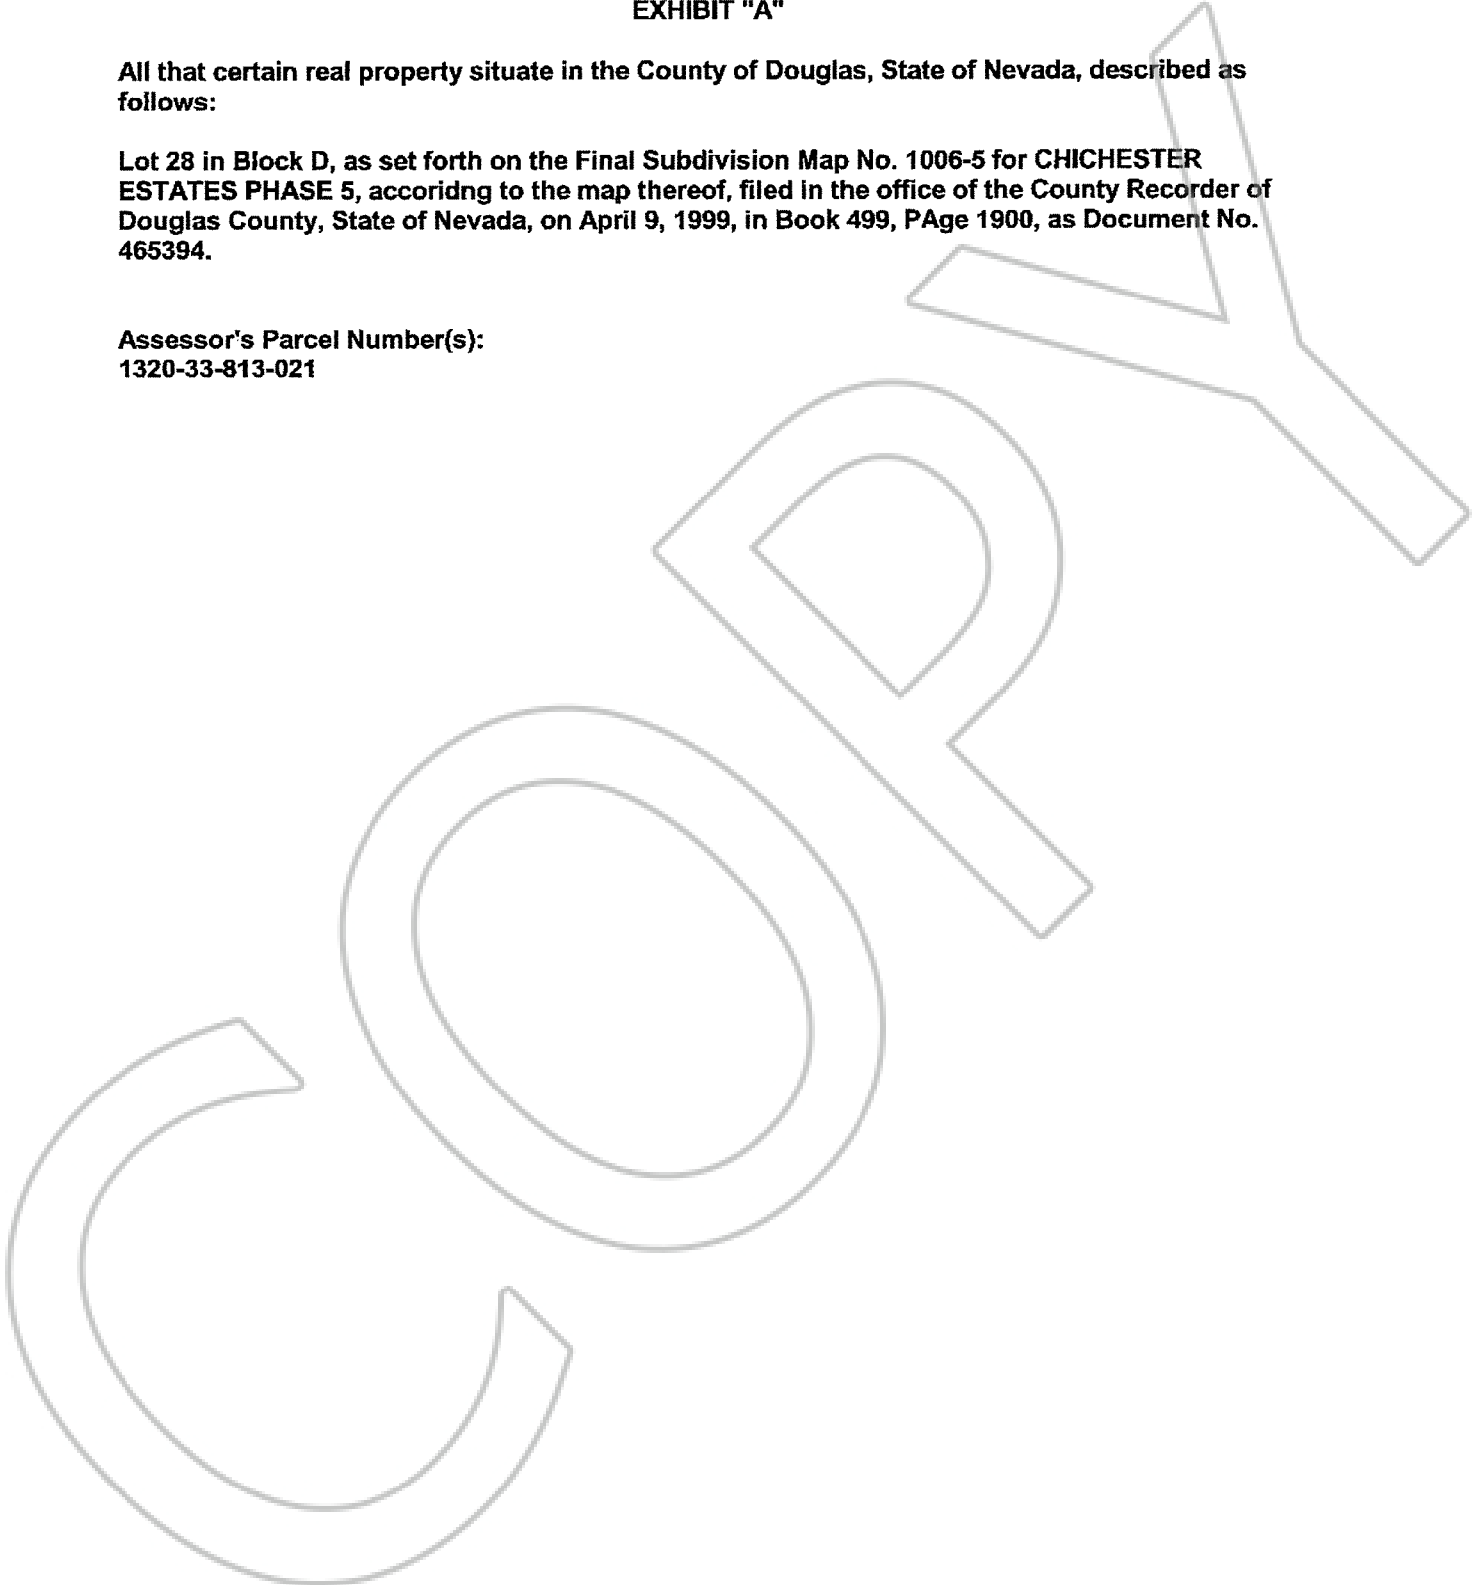 EXHIBIT "A"
All that certain real property situate in the County of Douglas, State of Nevada, described as
follows:
Lot 28 in Block D, as set forth on the Final Subdivision Map No. 1006-5 for CHICHESTER
ESTATES PHASE 5, accoridng to the map thereof, filed in the office of the County Recorder of
Douglas County, State of Nevada, on April 9, 1999, in Book 499, PAge 1900, as Document No.
465394.
Assessor's Parcel Number(s):
1320-33-813-021
COPY